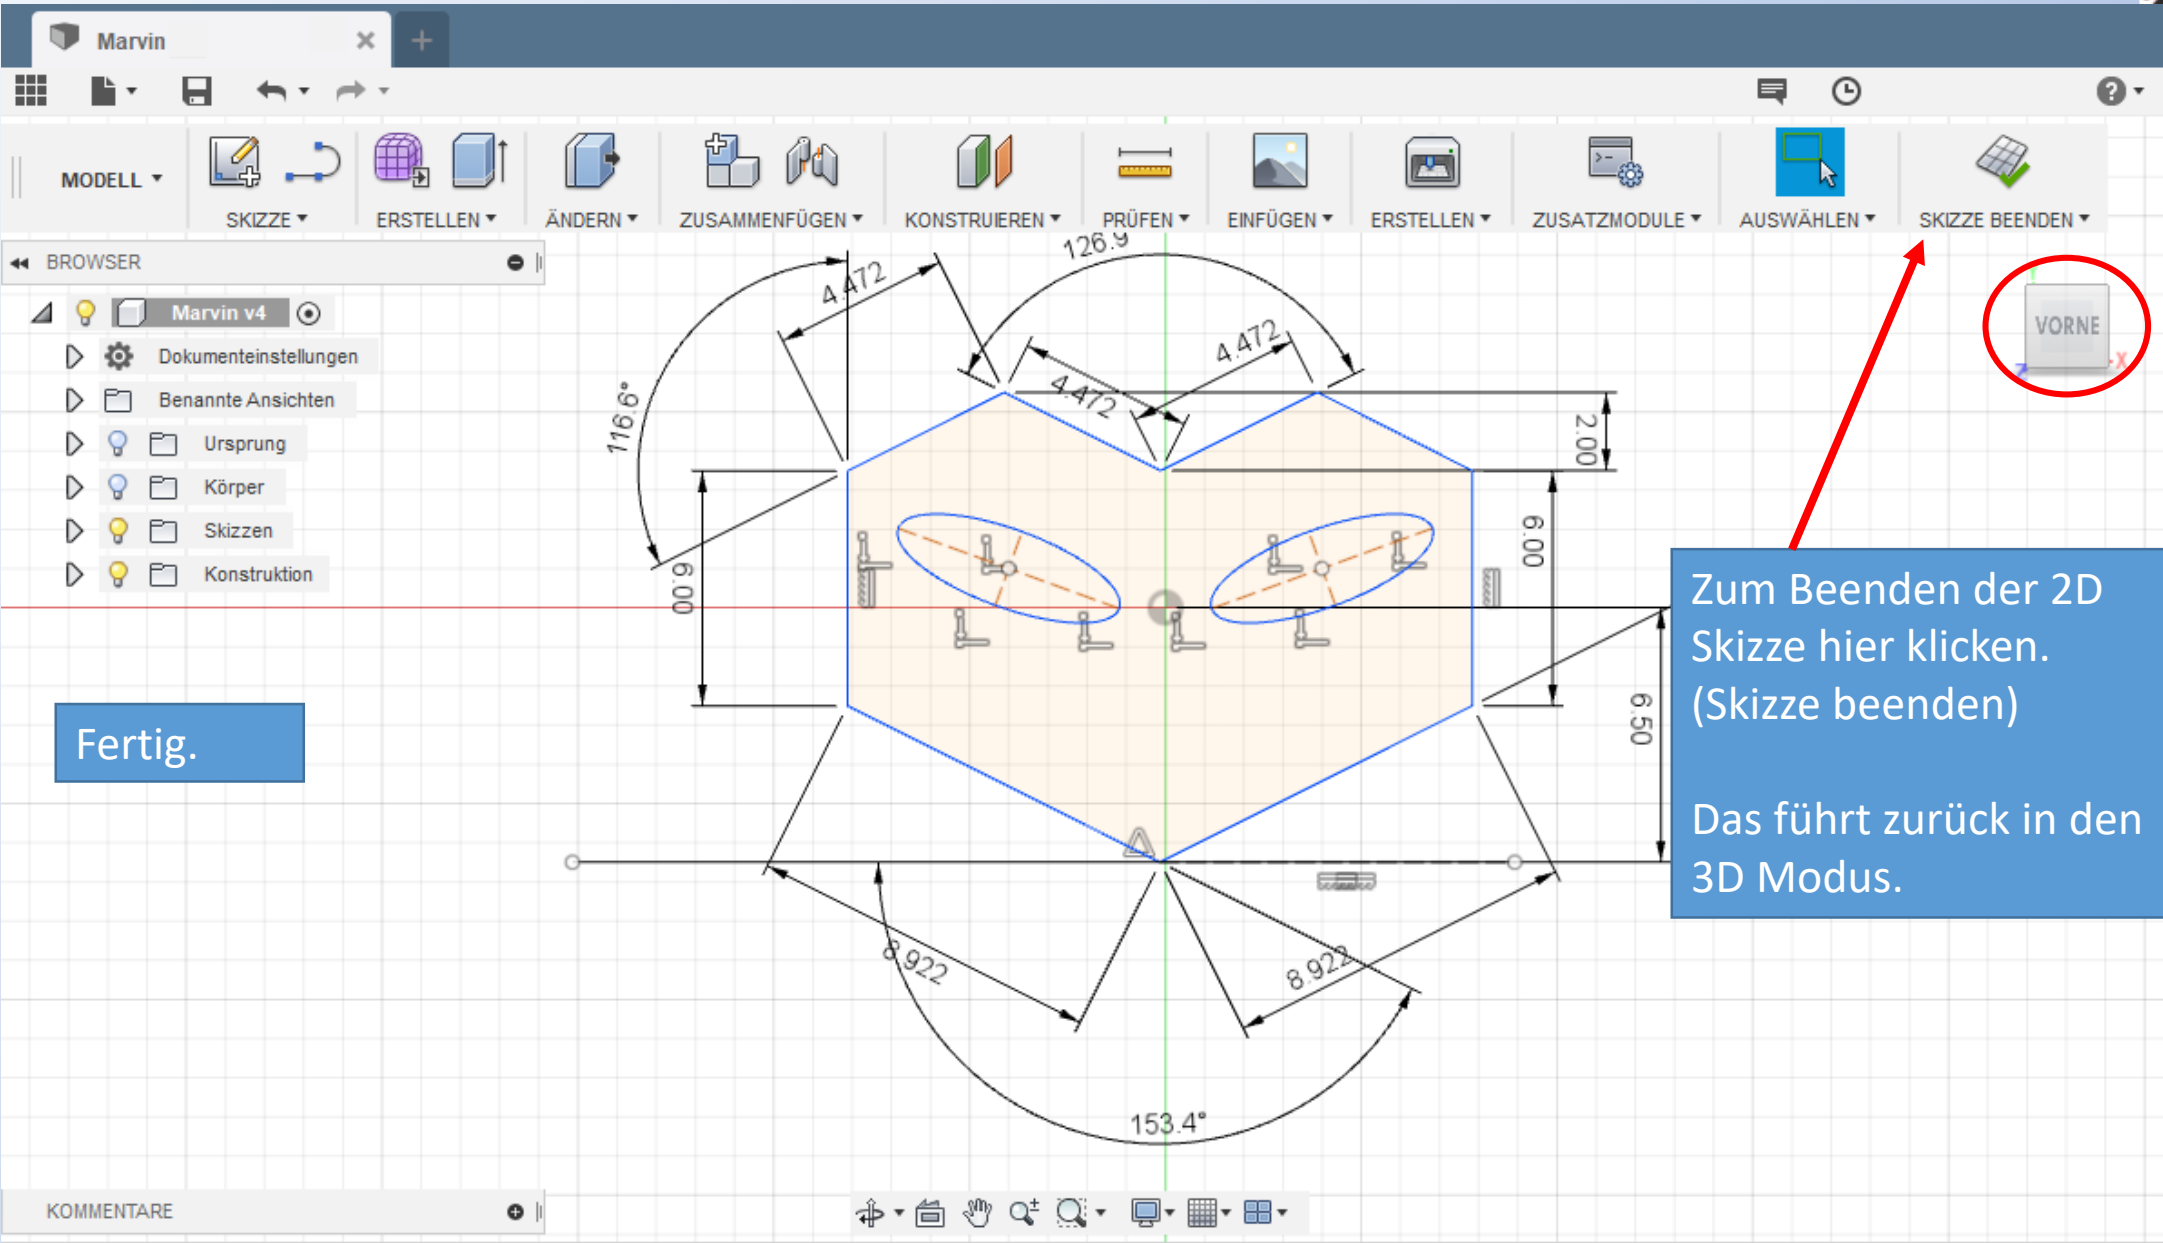 Marvin
MODELL
SKIZZE
ERSTELLEN
ÄNDERN
ZUSAMMENFÜGEN
KONSTRUIEREN
PRÜFEN
EINFÜGEN
ERSTELLEN
ZUSATZMODULE
AUSWÄHLEN
SKIZZE BEENDEN
BROWSER
Marvin v4
Dokumenteinstellungen
Benannte Ansichten
Ursprung
Körper
Skizzen
Konstruktion
126.9
4.472
4.472
4.472
116.6°
2.00
6.00
6.00
6.50
8.922
8.922
153.4°
VORNE
X
Fertig.
Zum Beenden der 2D
Skizze hier klicken.
(Skizze beenden)
Das führt zurück in den
3D Modus.
KOMMENTARE